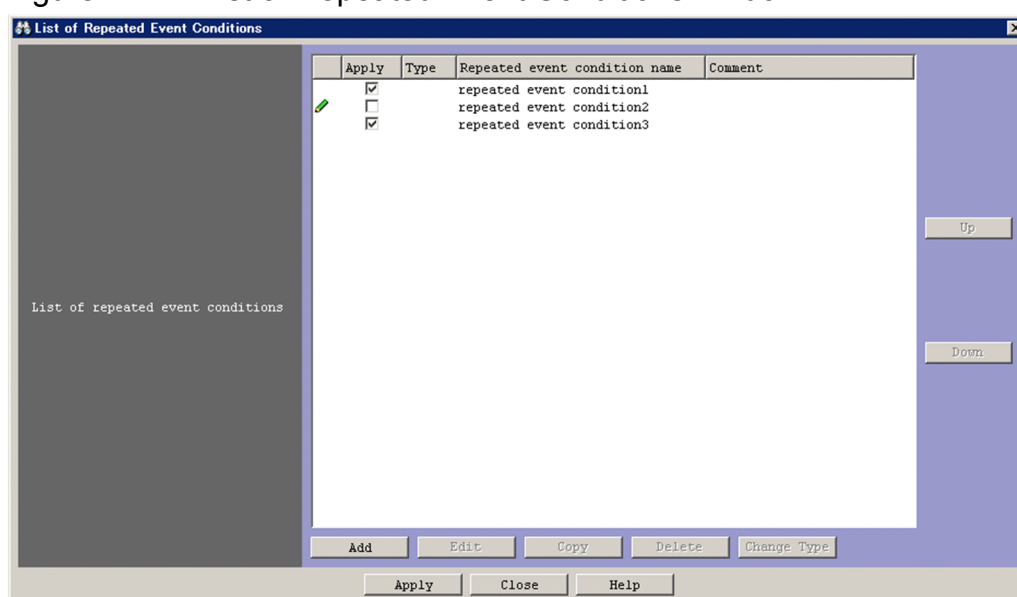 List of Repeated Event Conditions
Apply Type Repeated event condition name Comment
repeated event condition1
repeated event condition2
repeated event condition3
Up
List of repeated event conditions
Down
Add Edit Copy Delete Change Type
Apply Close Help